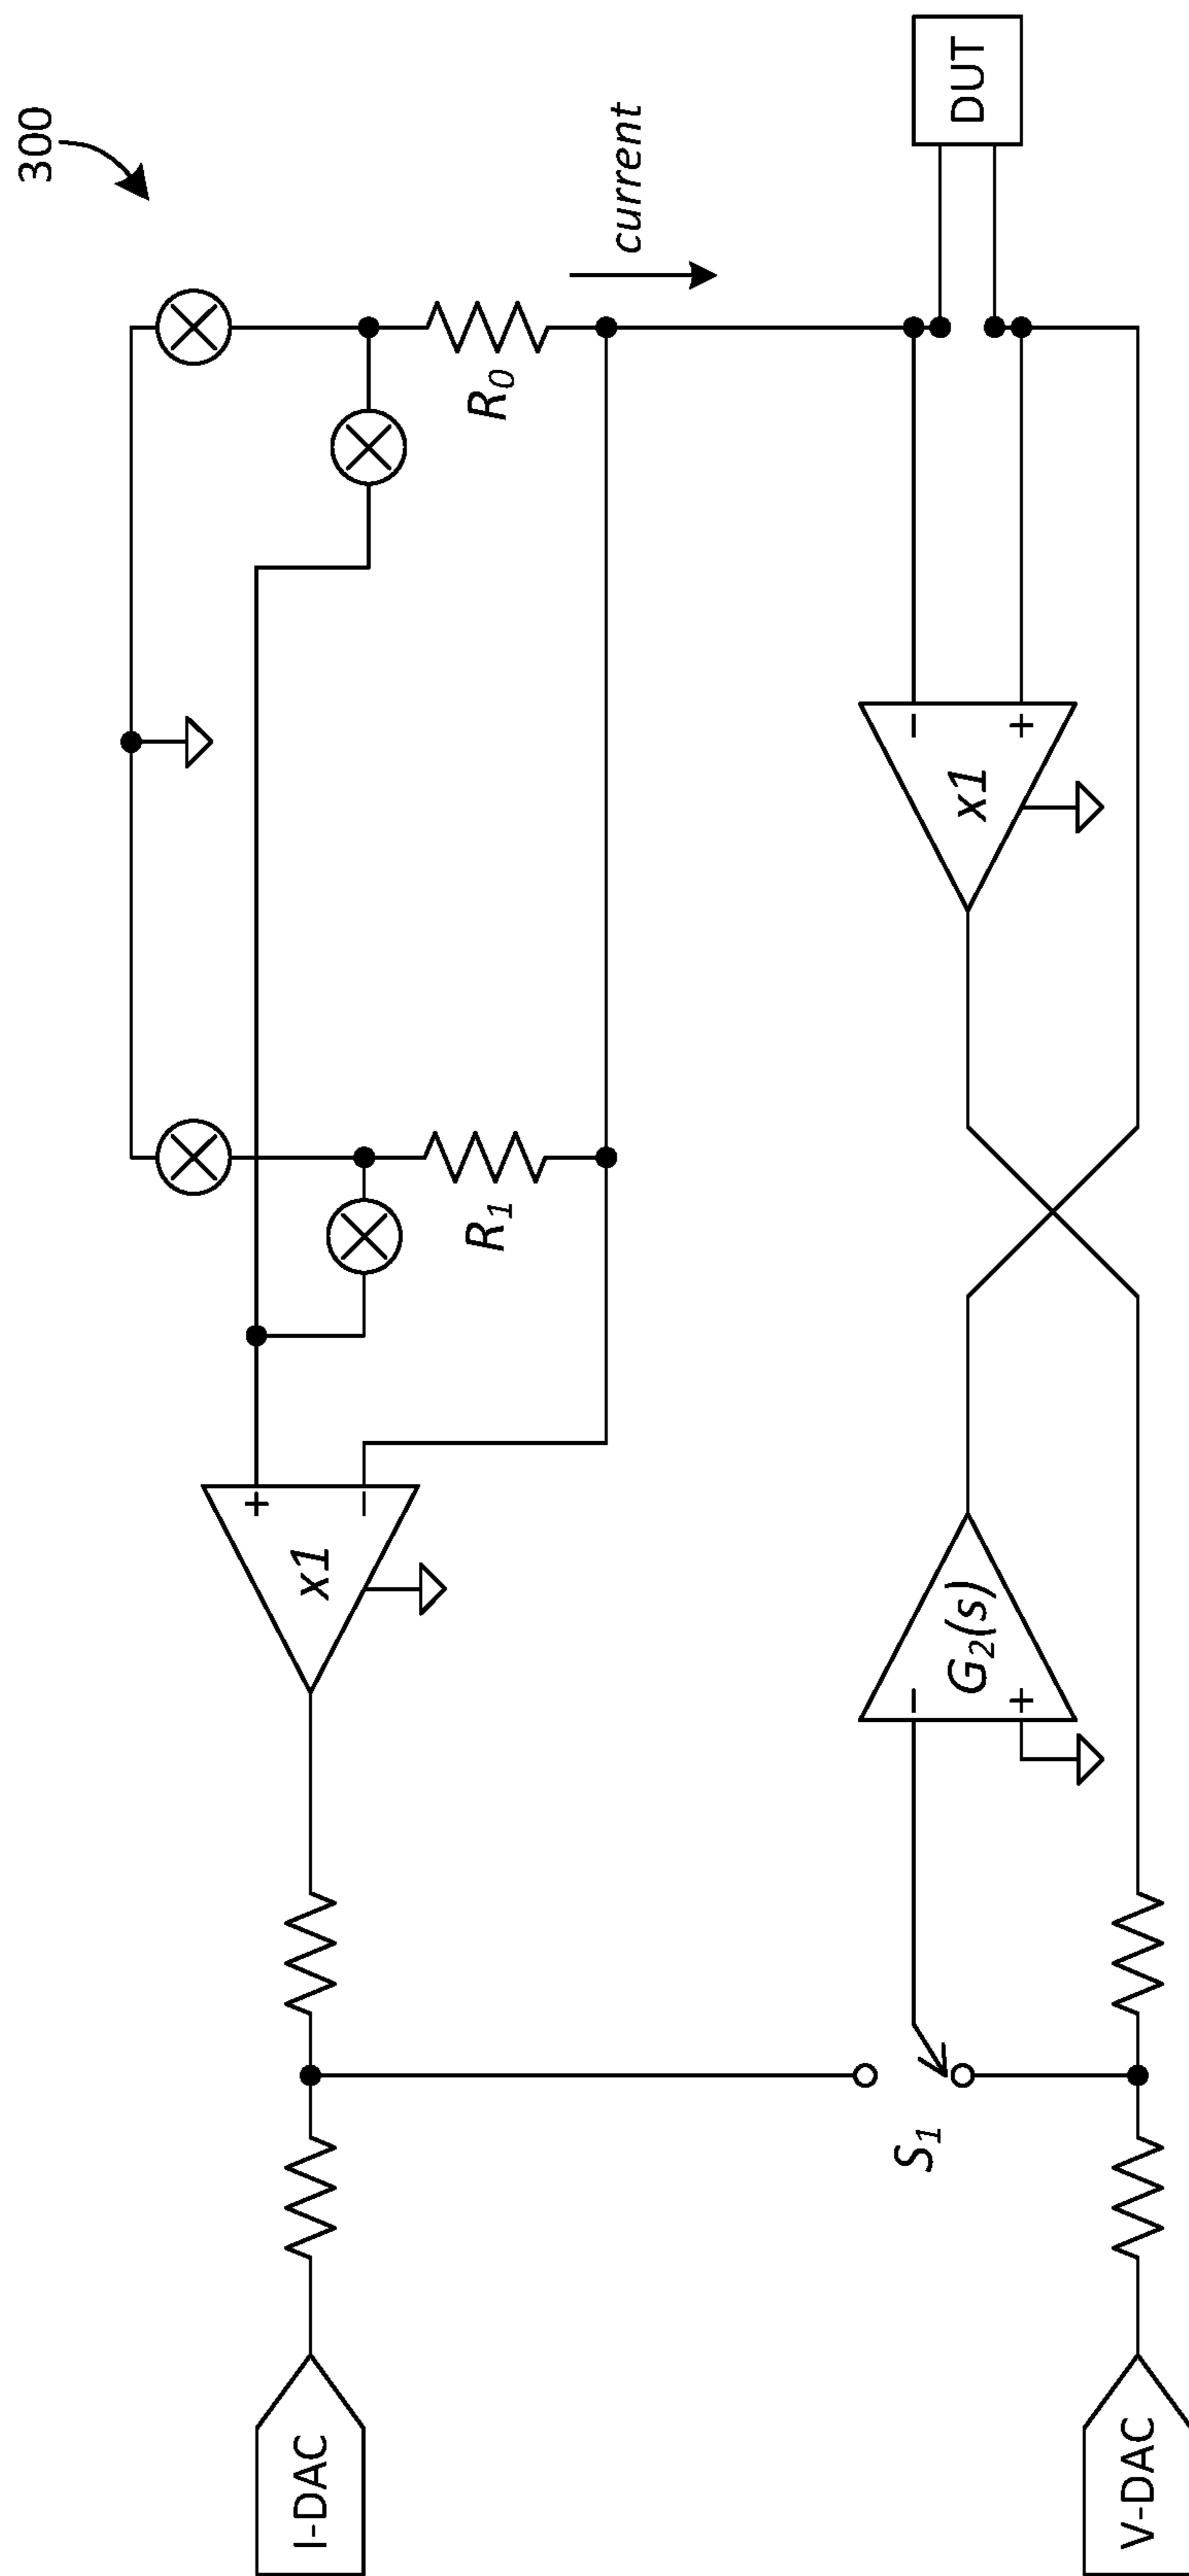 300
I-DAC
x1
+
−
R1
R0
current
S1
G2(s)
−
+
x1
−
+
DUT
V-DAC